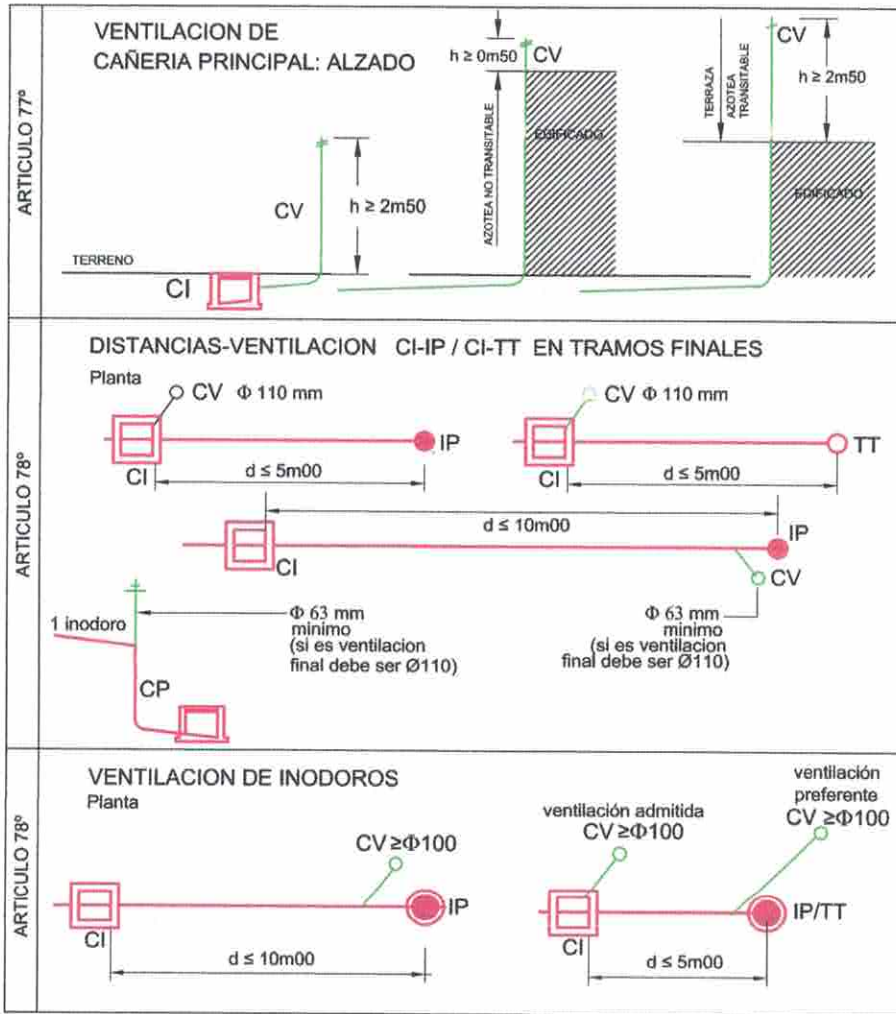 ARTICULO 77º
VENTILACION DE
CAÑERIA PRINCIPAL: ALZADO
h ≥ 0m50
CV
CV
h ≥ 2m50
TERRAZA
AZOTEA
TRANSITABLE
EDIFICADO
AZOTEA NO TRANSITABLE
EDIFICADO
CV
h ≥ 2m50
TERRENO
CI
ARTICULO 78º
DISTANCIAS-VENTILACION CI-IP / CI-TT EN TRAMOS FINALES
Planta
CV Φ 110 mm
IP
CI
d ≤ 5m00
CV Φ 110 mm
TT
CI
d ≤ 5m00
d ≤ 10m00
IP
CI
CV
1 inodoro
Φ 63 mm
minimo
(si es ventilacion
final debe ser Ø110)
Φ 63 mm
minimo
(si es ventilacion
final debe ser Ø110)
CP
ARTICULO 78º
VENTILACION DE INODOROS
Planta
CV ≥Φ100
IP
CI
d ≤ 10m00
ventilación admitida
CV≥Φ100
ventilación
preferente
CV ≥Φ100
IP/TT
CI
d ≤ 5m00